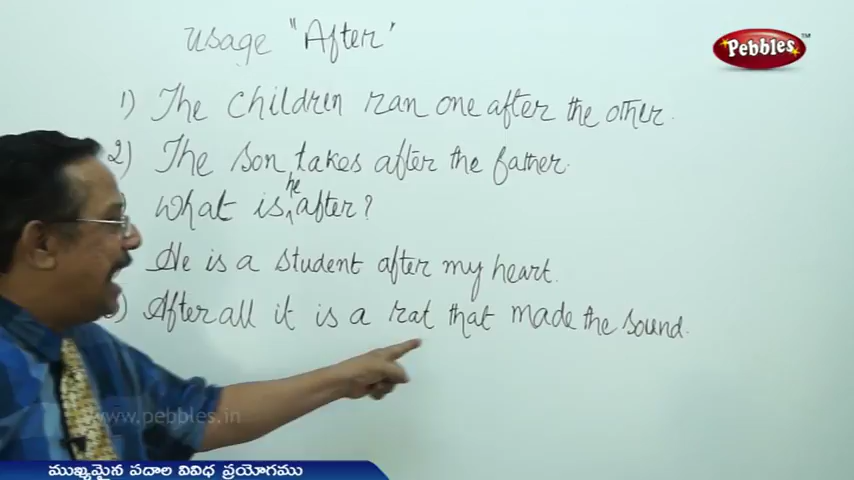 Usage "After"
Pebbles™
1) The children ran one after the other.
2) The son takes after the father.
What is he after?
He is a student after my heart.
) After all it is a rat that made the sound.
www.pebbles.in
ముఖ్యమైన పదాల వివిధ ప్రయోగము